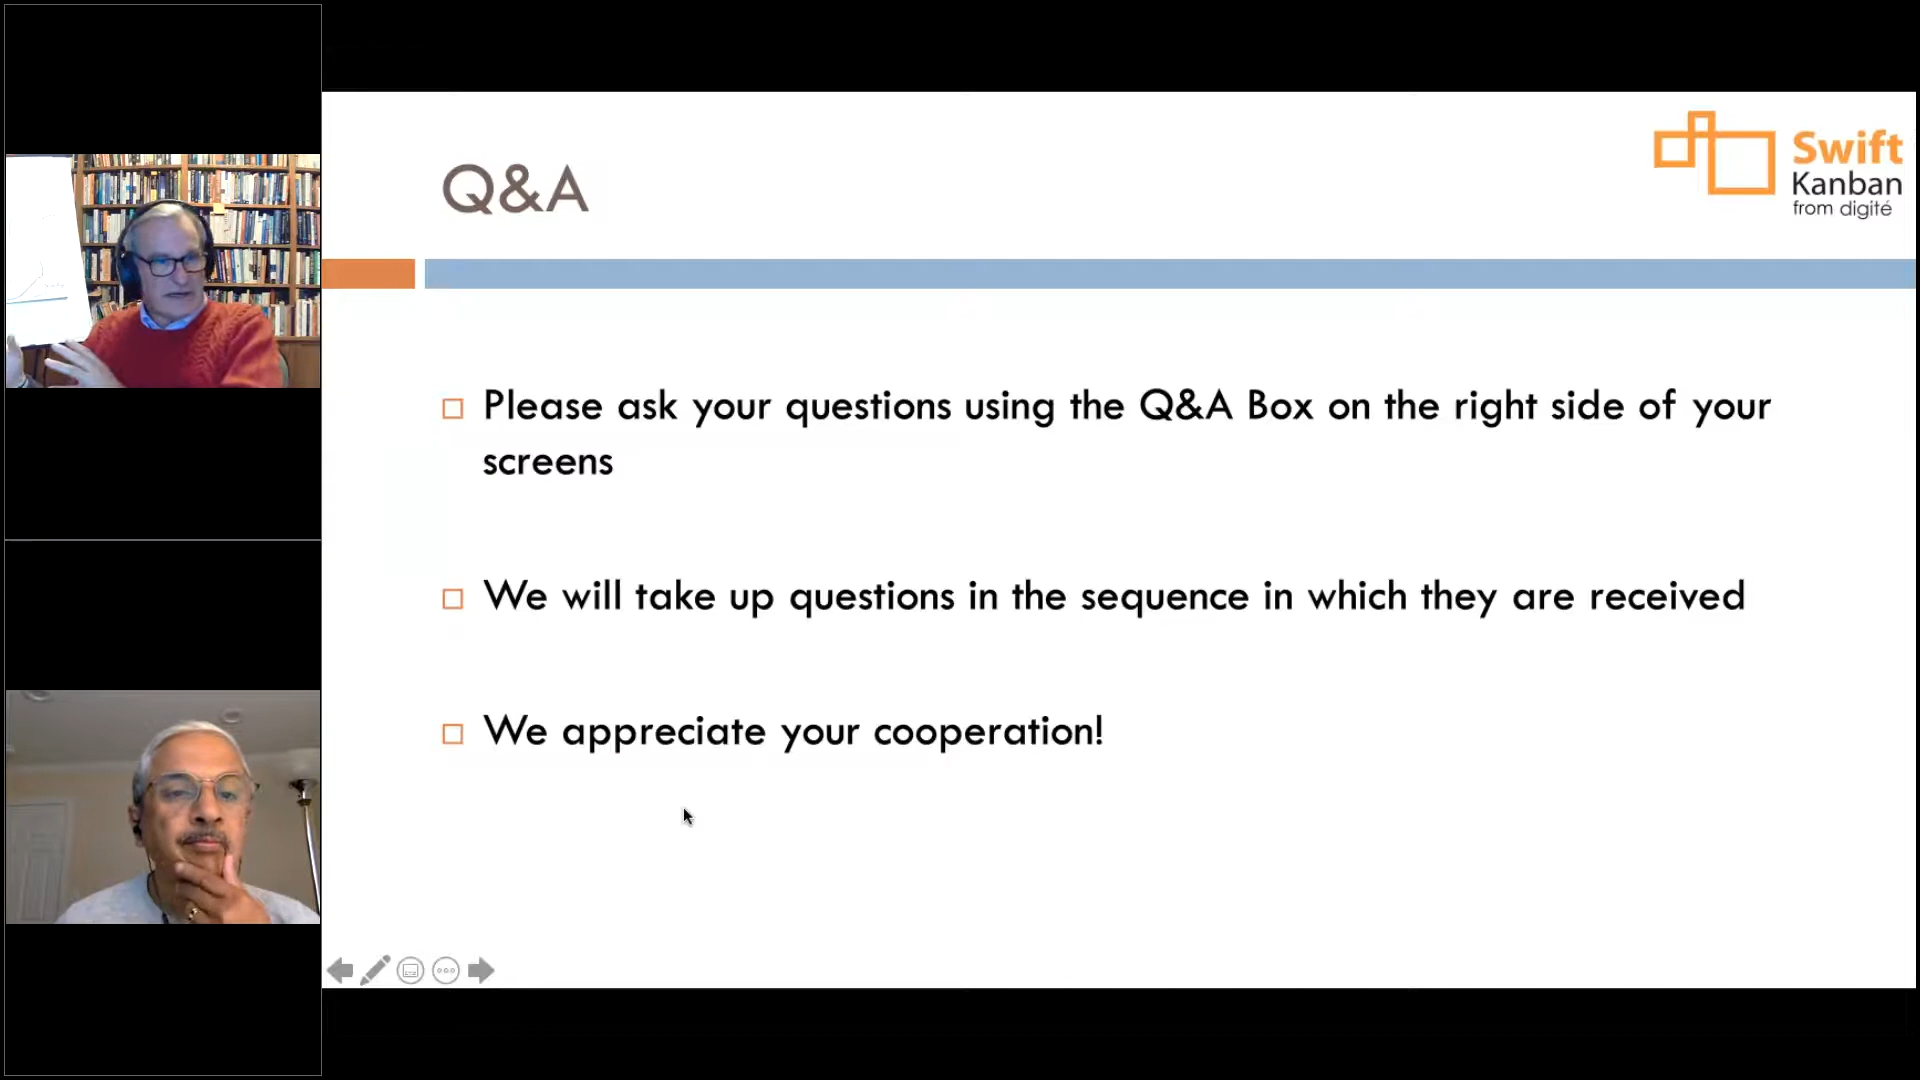 Q&A
Swift
Kanban
from digité
Please ask your questions using the Q&A Box on the right side of your
screens
We will take up questions in the sequence in which they are received
We appreciate your cooperation!